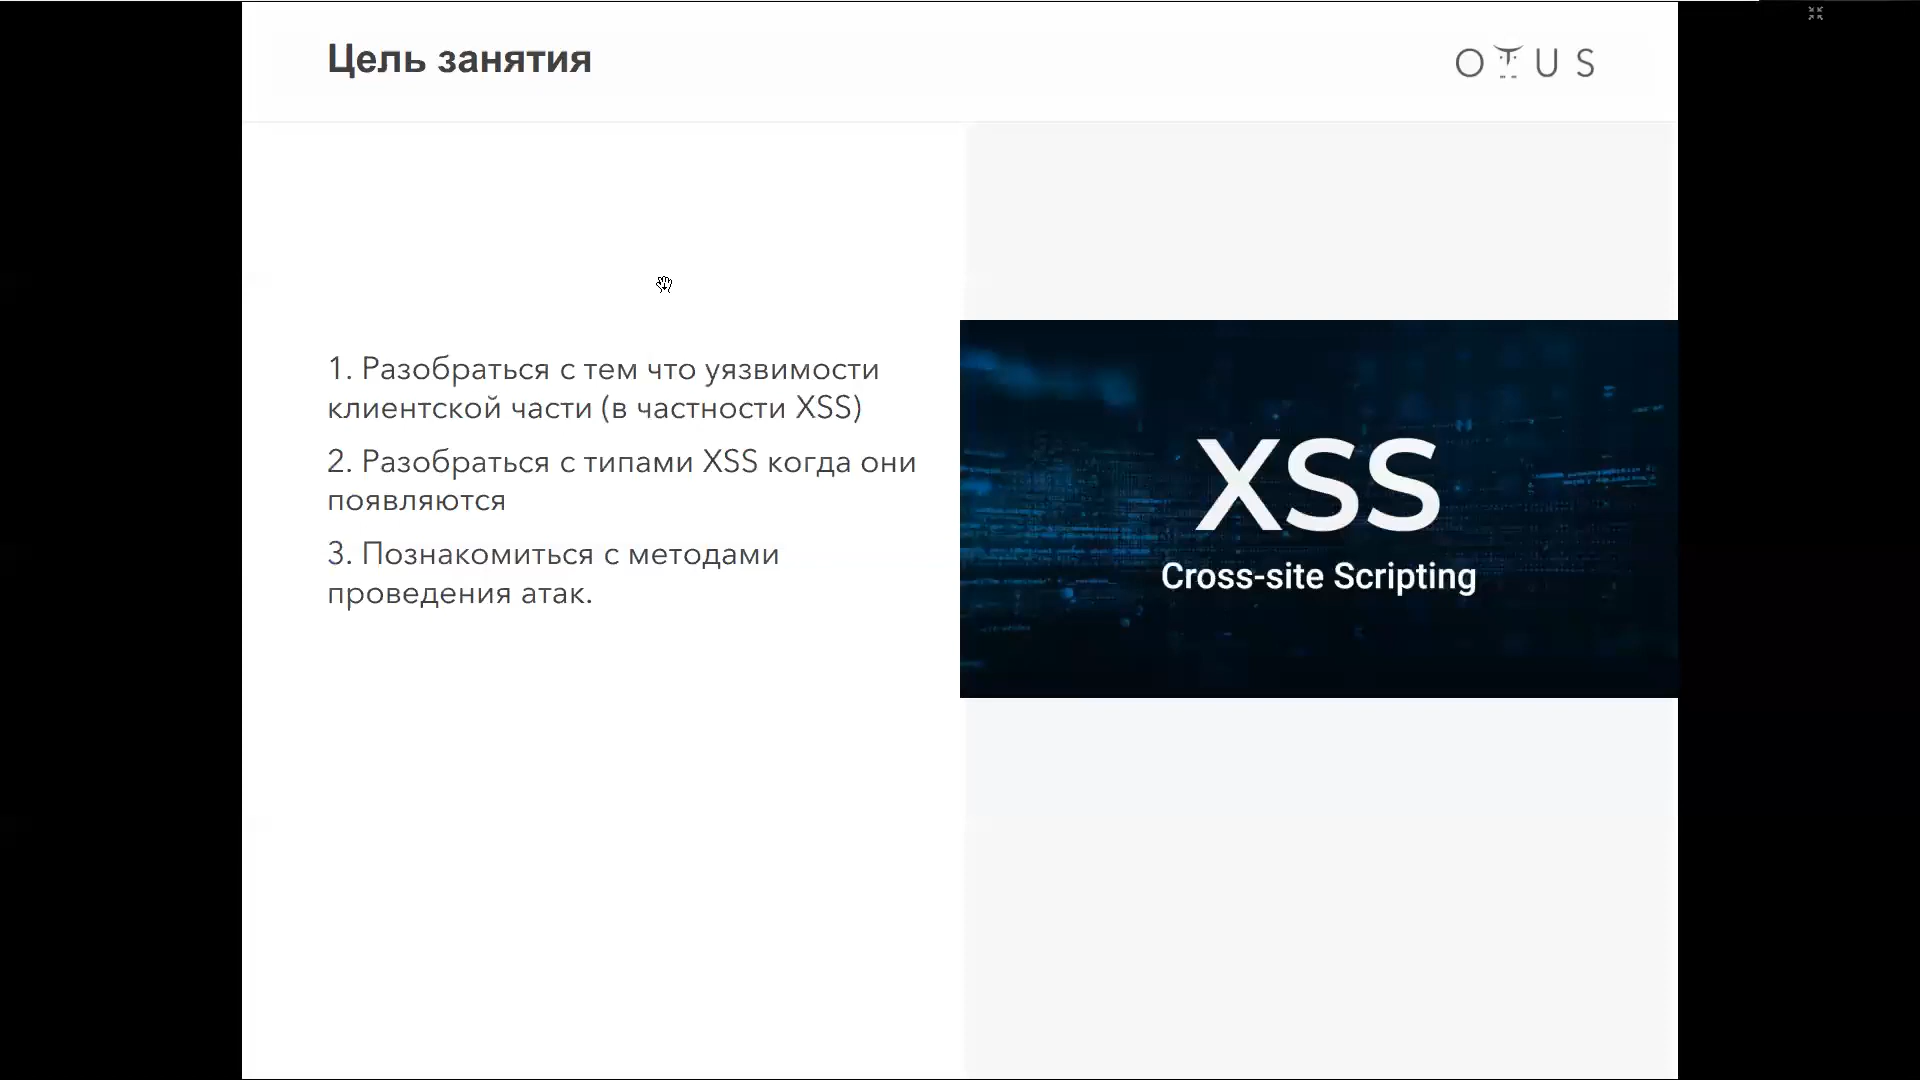 Цель занятия
OTUS
1. Разобраться с тем что уязвимости
клиентской части (в частности XSS)
2. Разобраться с типами XSS когда они
появляются
3. Познакомиться с методами
проведения атак.
XSS
Cross-site Scripting